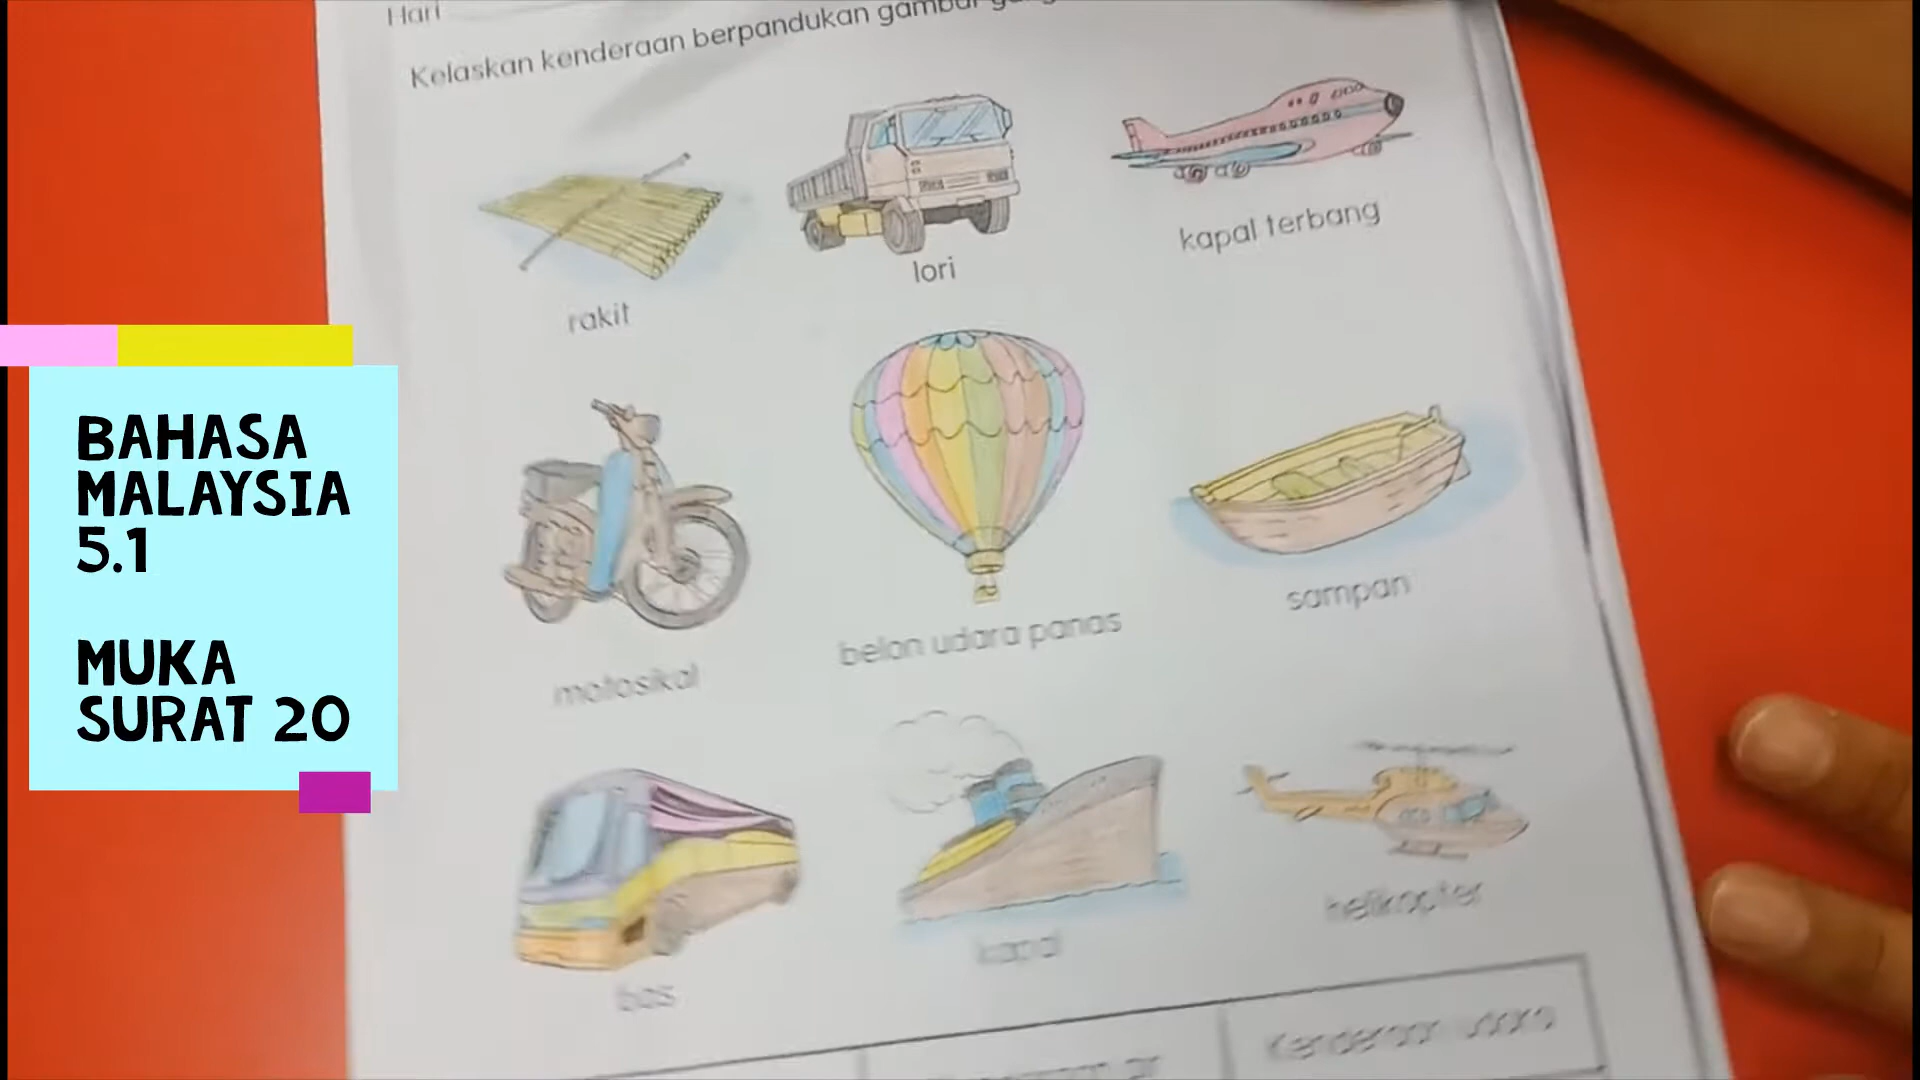 Hari
Kelaskan kenderaan berpandukan gambar
rakit
lori
kapal terbang
BAHASA
MALAYSIA
5.1
MUKA
SURAT 20
motosikal
belon udara panas
sampan
bas
kapal
helikopter
Kenderaan udara